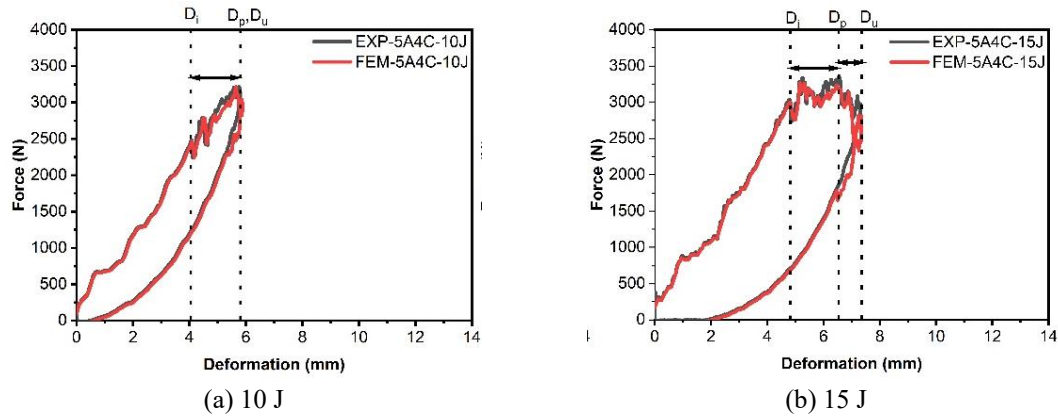 Di
Dp,Du
4000
3500
3000
2500
2000
1500
1000
500
0
Force (N)
EXP-5A4C-10J
FEM-5A4C-10J
0 2 4 6 8 10 12 14
Deformation (mm)
(a) 10 J
Di
Dp
Du
4000
3500
3000
2500
2000
1500
1000
500
0
Force (N)
EXP-5A4C-15J
FEM-5A4C-15J
0 2 4 6 8 10 12 14
Deformation (mm)
(b) 15 J